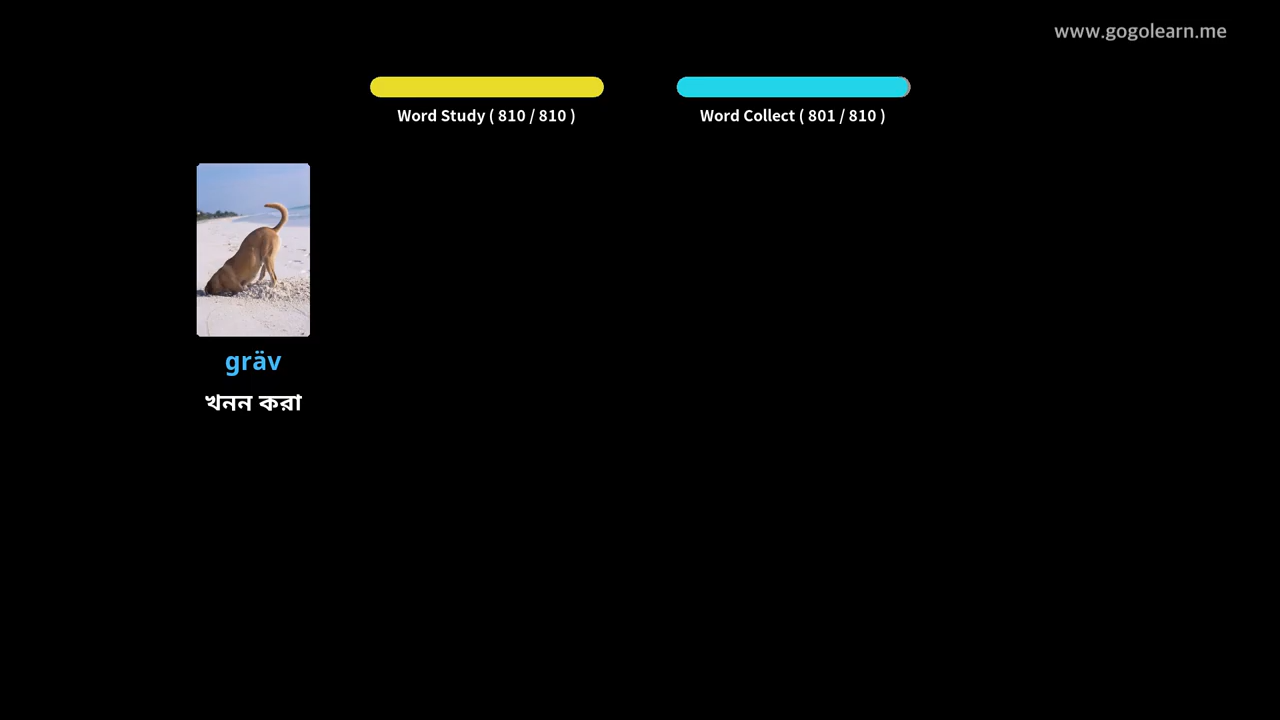 www.gogolearn.me
Word Study ( 810 / 810 )
Word Collect ( 801 / 810 )
gräv
খনন করা